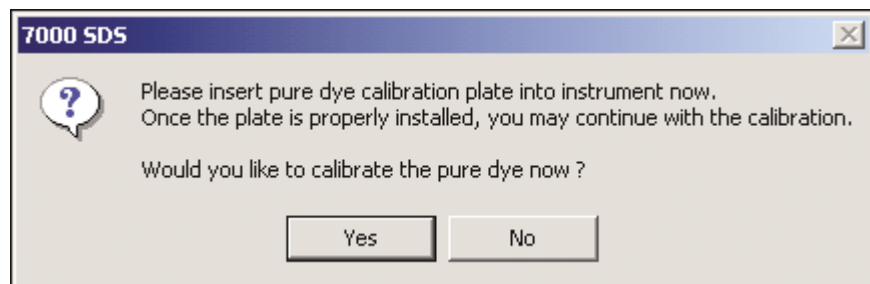 7000 SDS
Please insert pure dye calibration plate into instrument now.
Once the plate is properly installed, you may continue with the calibration.
Would you like to calibrate the pure dye now ?
Yes No